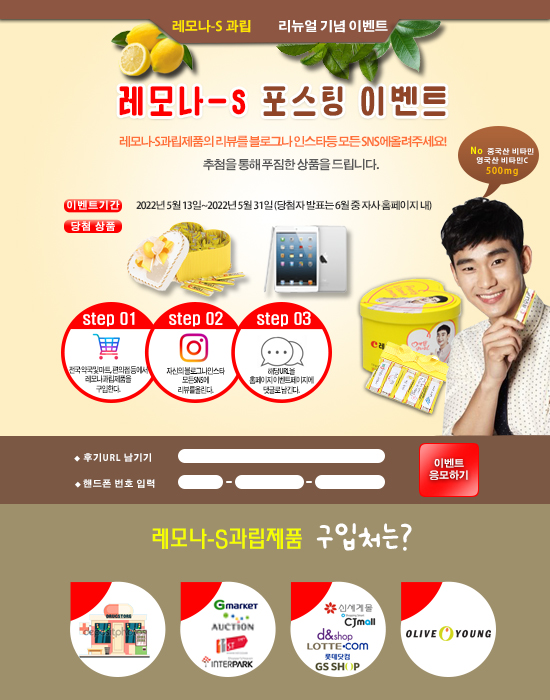 레모나-S 과립 리뉴얼 기념 이벤트
레모나-S 포스팅 이벤트
레모나-S과립제품의 리뷰를 블로그나 인스타등 모든 SNS에올려주세요!
추첨을 통해 푸짐한 상품을 드립니다.
No 중국산 비타민
영국산 비타민C
500mg
이벤트기간 2022년 5월 13일~2022년 5월 31일 (당첨자 발표는 6월 중 자사 홈페이지 내)
당첨 상품
step 01
전국 약국및마트, 편의점 등에서
레모나 과립제품을
구입한다.
step 02
자신의 블로그나 인스타
모든SNS에
리뷰를 올린다.
step 03
해당 URL을
홈페이지 이벤트페이지에
댓글로 남긴다.
후기URL 남기기
핸드폰 번호 입력
이벤트
응모하기
레모나-S과립제품 구입처는?
DRUGSTORE
Gmarket
AUCTION
11ST
INTERPARK
신세계몰
CJmall
d&shop
LOTTE.COM
롯데닷컴
GS SHOP
OLIVE YOUNG